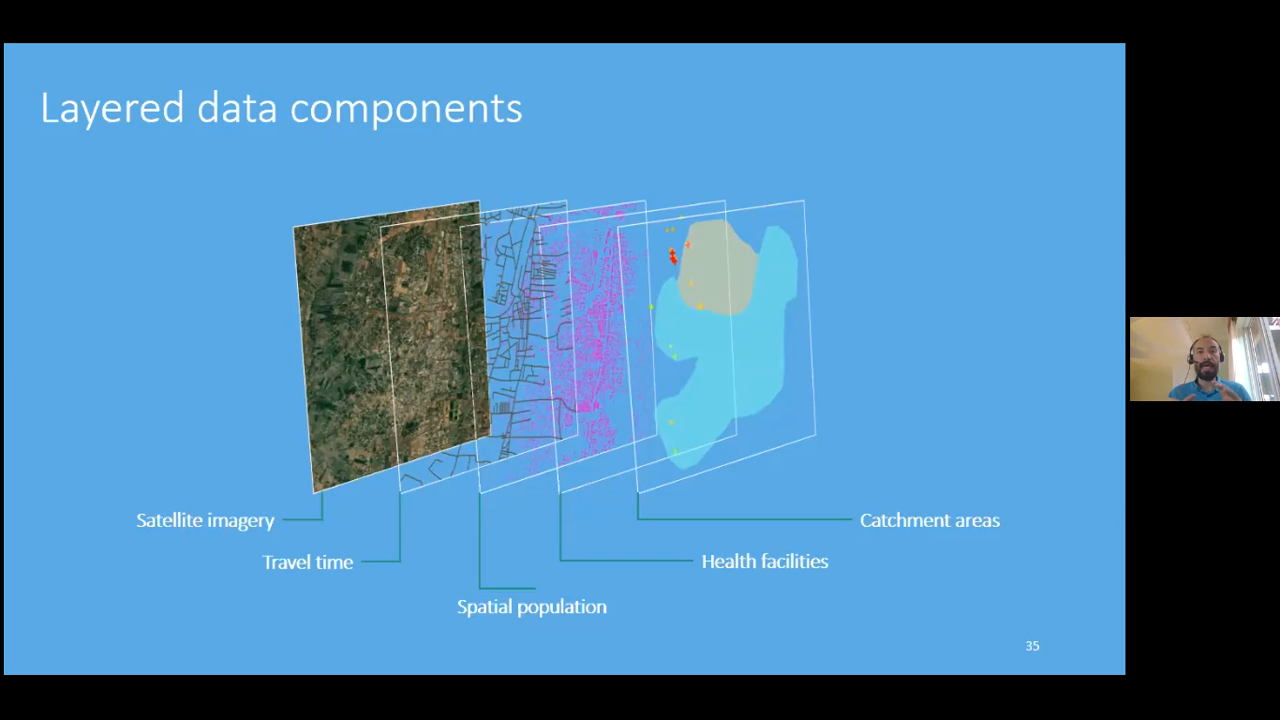 Layered data components
Satellite imagery
Catchment areas
Travel time
Health facilities
Spatial population
35